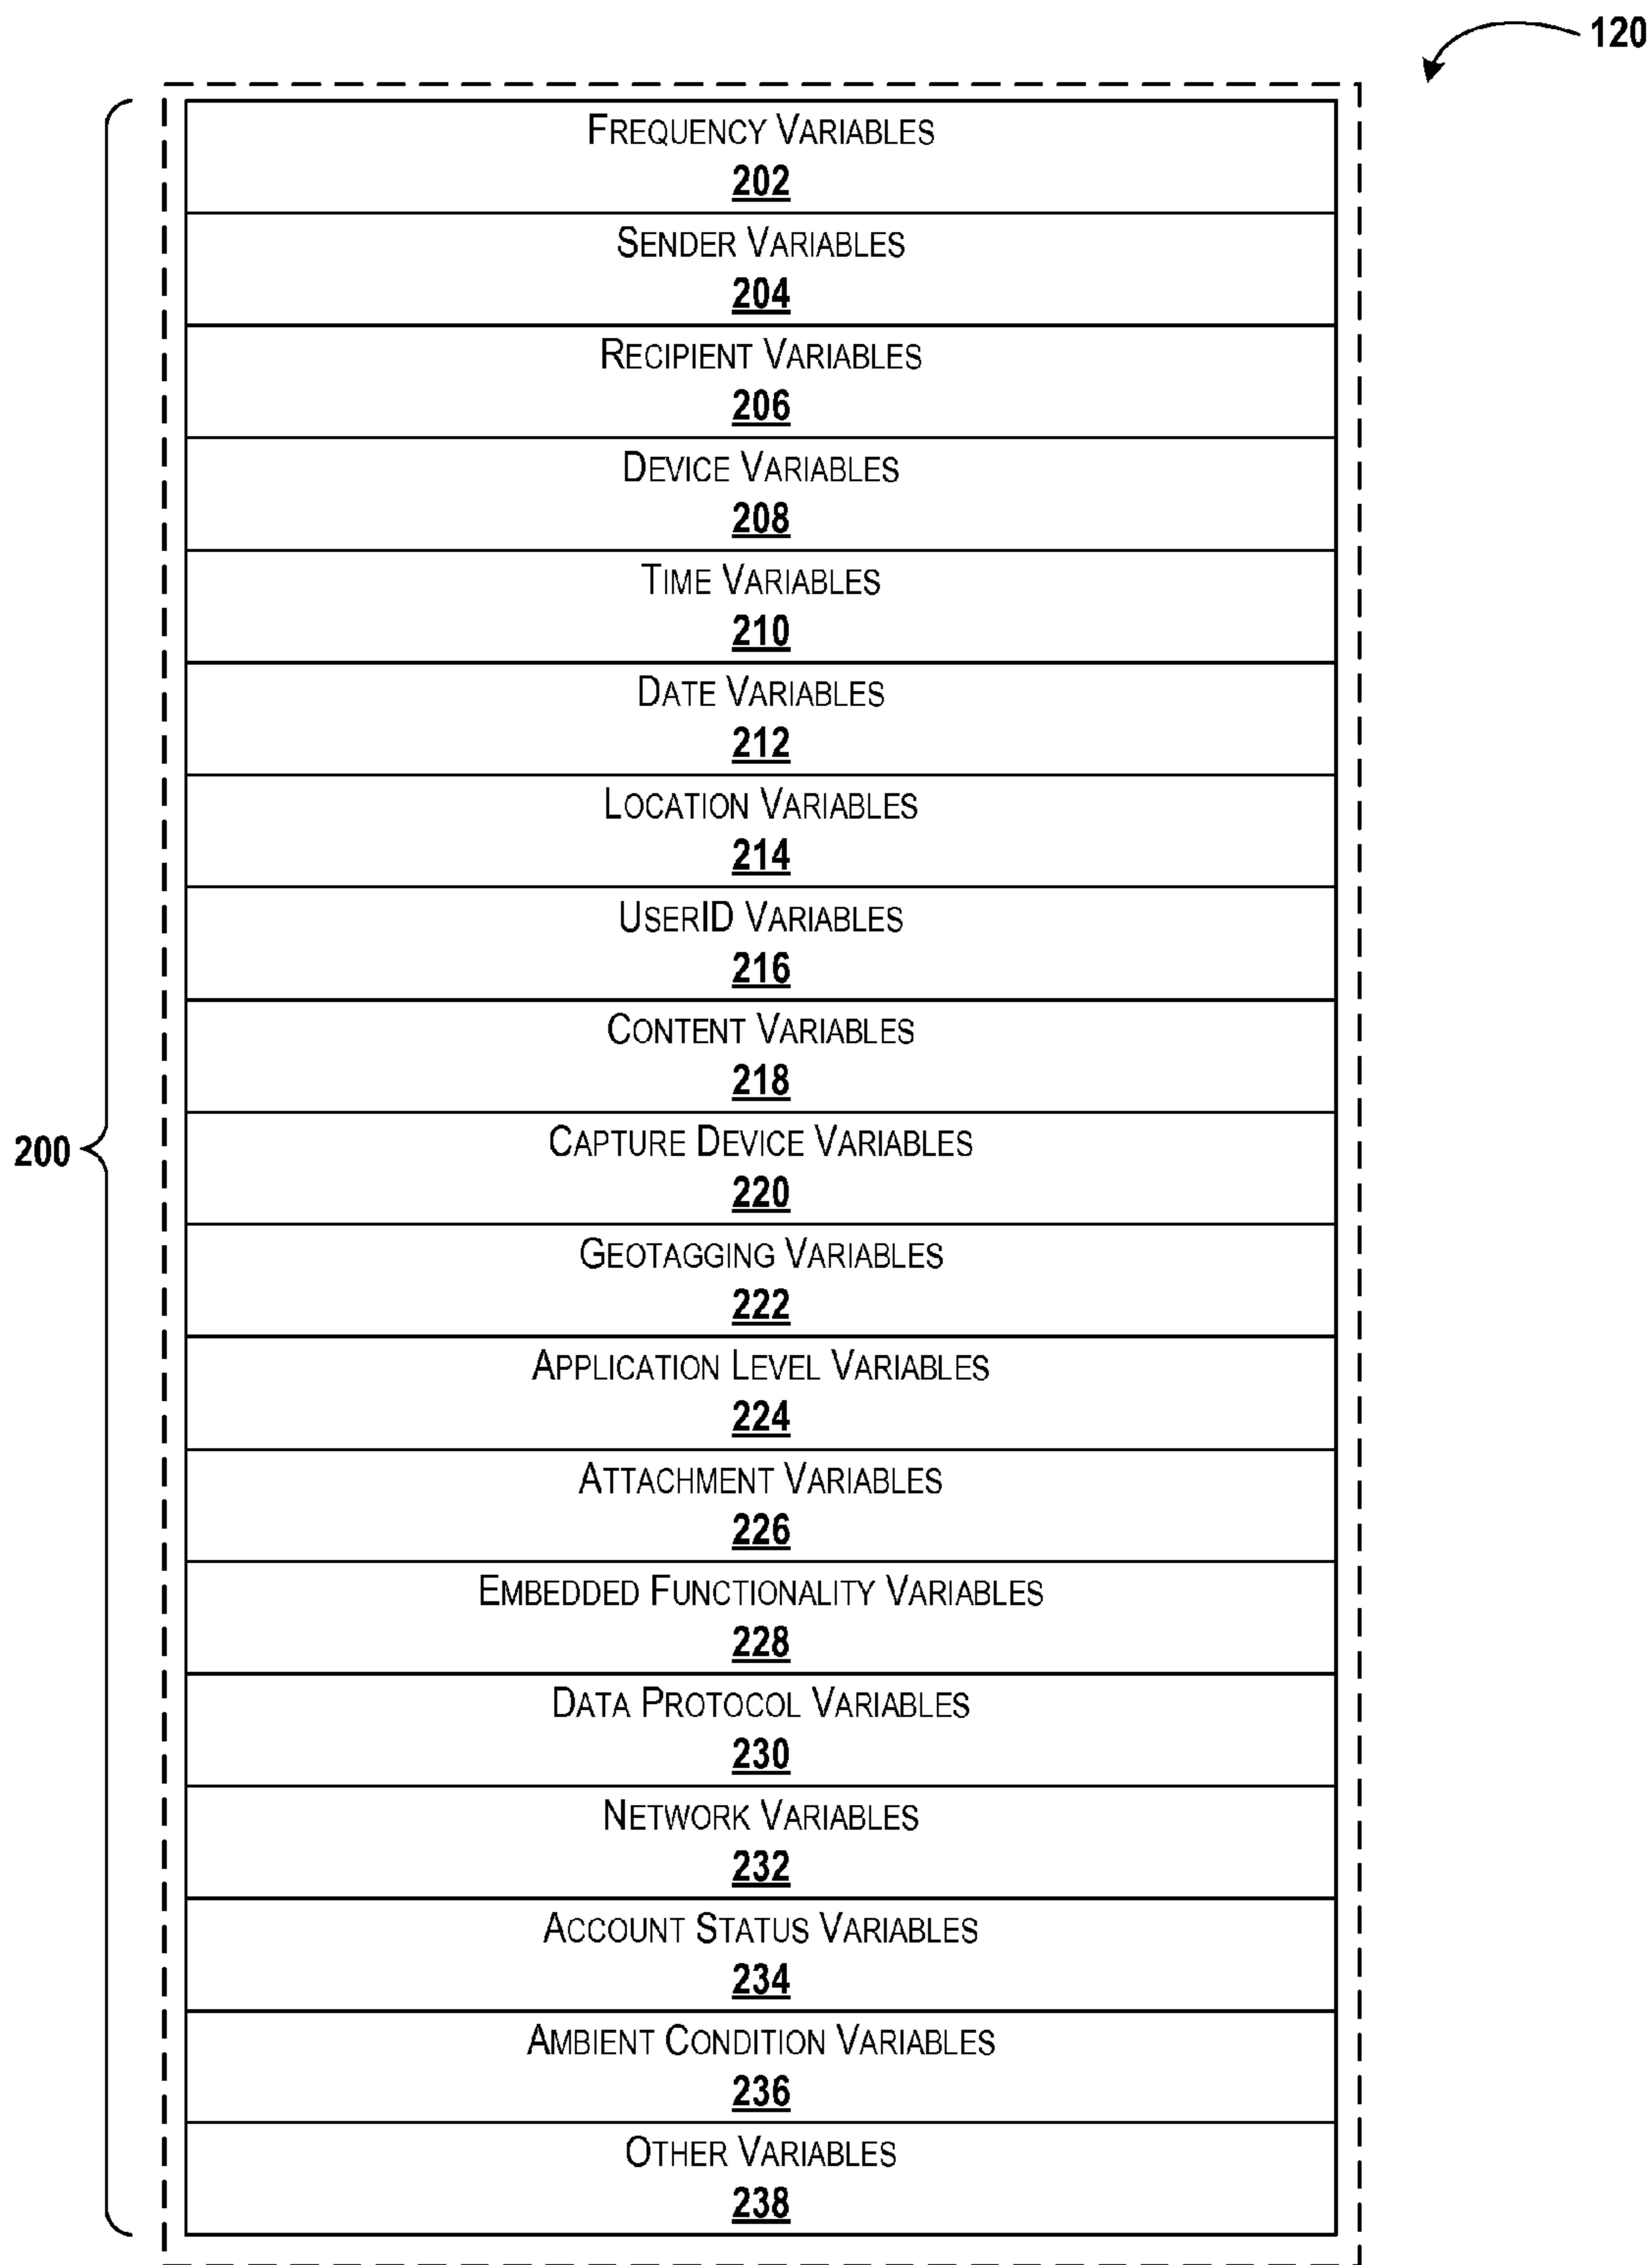 120
FREQUENCY VARIABLES
202
SENDER VARIABLES
204
RECIPIENT VARIABLES
206
DEVICE VARIABLES
208
TIME VARIABLES
210
DATE VARIABLES
212
LOCATION VARIABLES
214
USERID VARIABLES
216
CONTENT VARIABLES
218
200
CAPTURE DEVICE VARIABLES
220
GEOTAGGING VARIABLES
222
APPLICATION LEVEL VARIABLES
224
ATTACHMENT VARIABLES
226
EMBEDDED FUNCTIONALITY VARIABLES
228
DATA PROTOCOL VARIABLES
230
NETWORK VARIABLES
232
ACCOUNT STATUS VARIABLES
234
AMBIENT CONDITION VARIABLES
236
OTHER VARIABLES
238